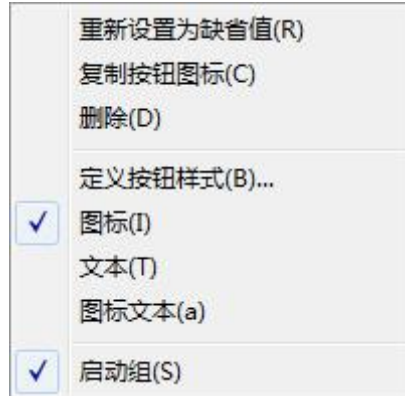 重新设置为缺省值(R)
复制按钮图标(C)
删除(D)
定义按钮样式(B)...
图标(I)
文本(T)
图标文本(a)
启动组(S)